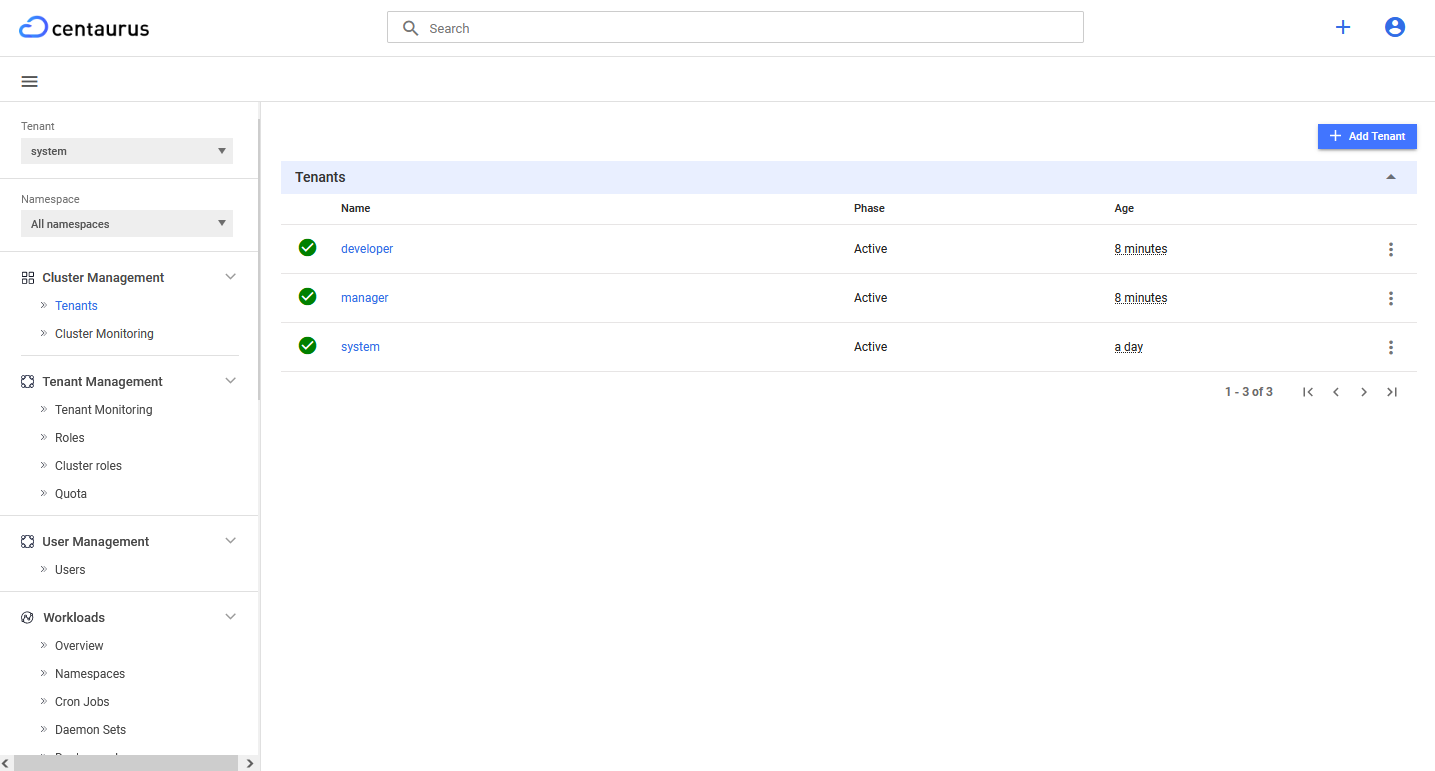 centaurus
Search
Tenant
system
Namespace
All namespaces
Cluster Management
Tenants
Cluster Monitoring
Tenant Management
Tenant Monitoring
Roles
Cluster roles
Quota
User Management
Users
Workloads
Overview
Namespaces
Cron Jobs
Daemon Sets
Add Tenant
Tenants
Name Phase Age
developer Active 8 minutes
manager Active 8 minutes
system Active a day
1 - 3 of 3